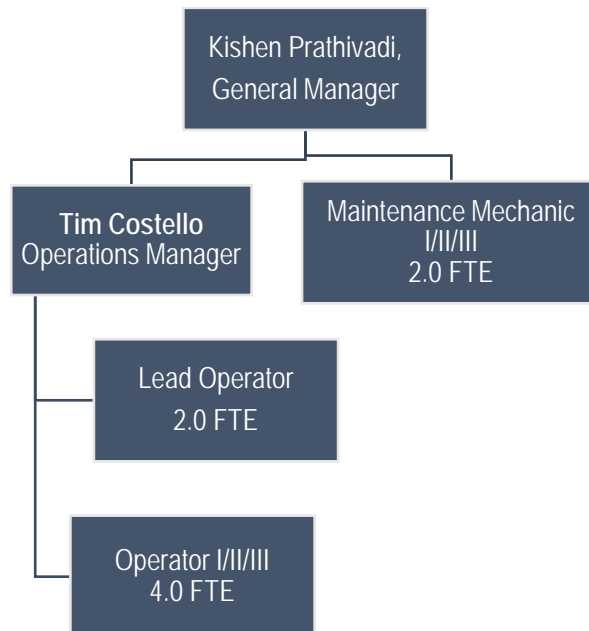 Kishen Prathivadi,
General Manager
Tim Costello
Operations Manager
Maintenance Mechanic
I/II/III
2.0 FTE
Lead Operator
2.0 FTE
Operator I/II/III
4.0 FTE